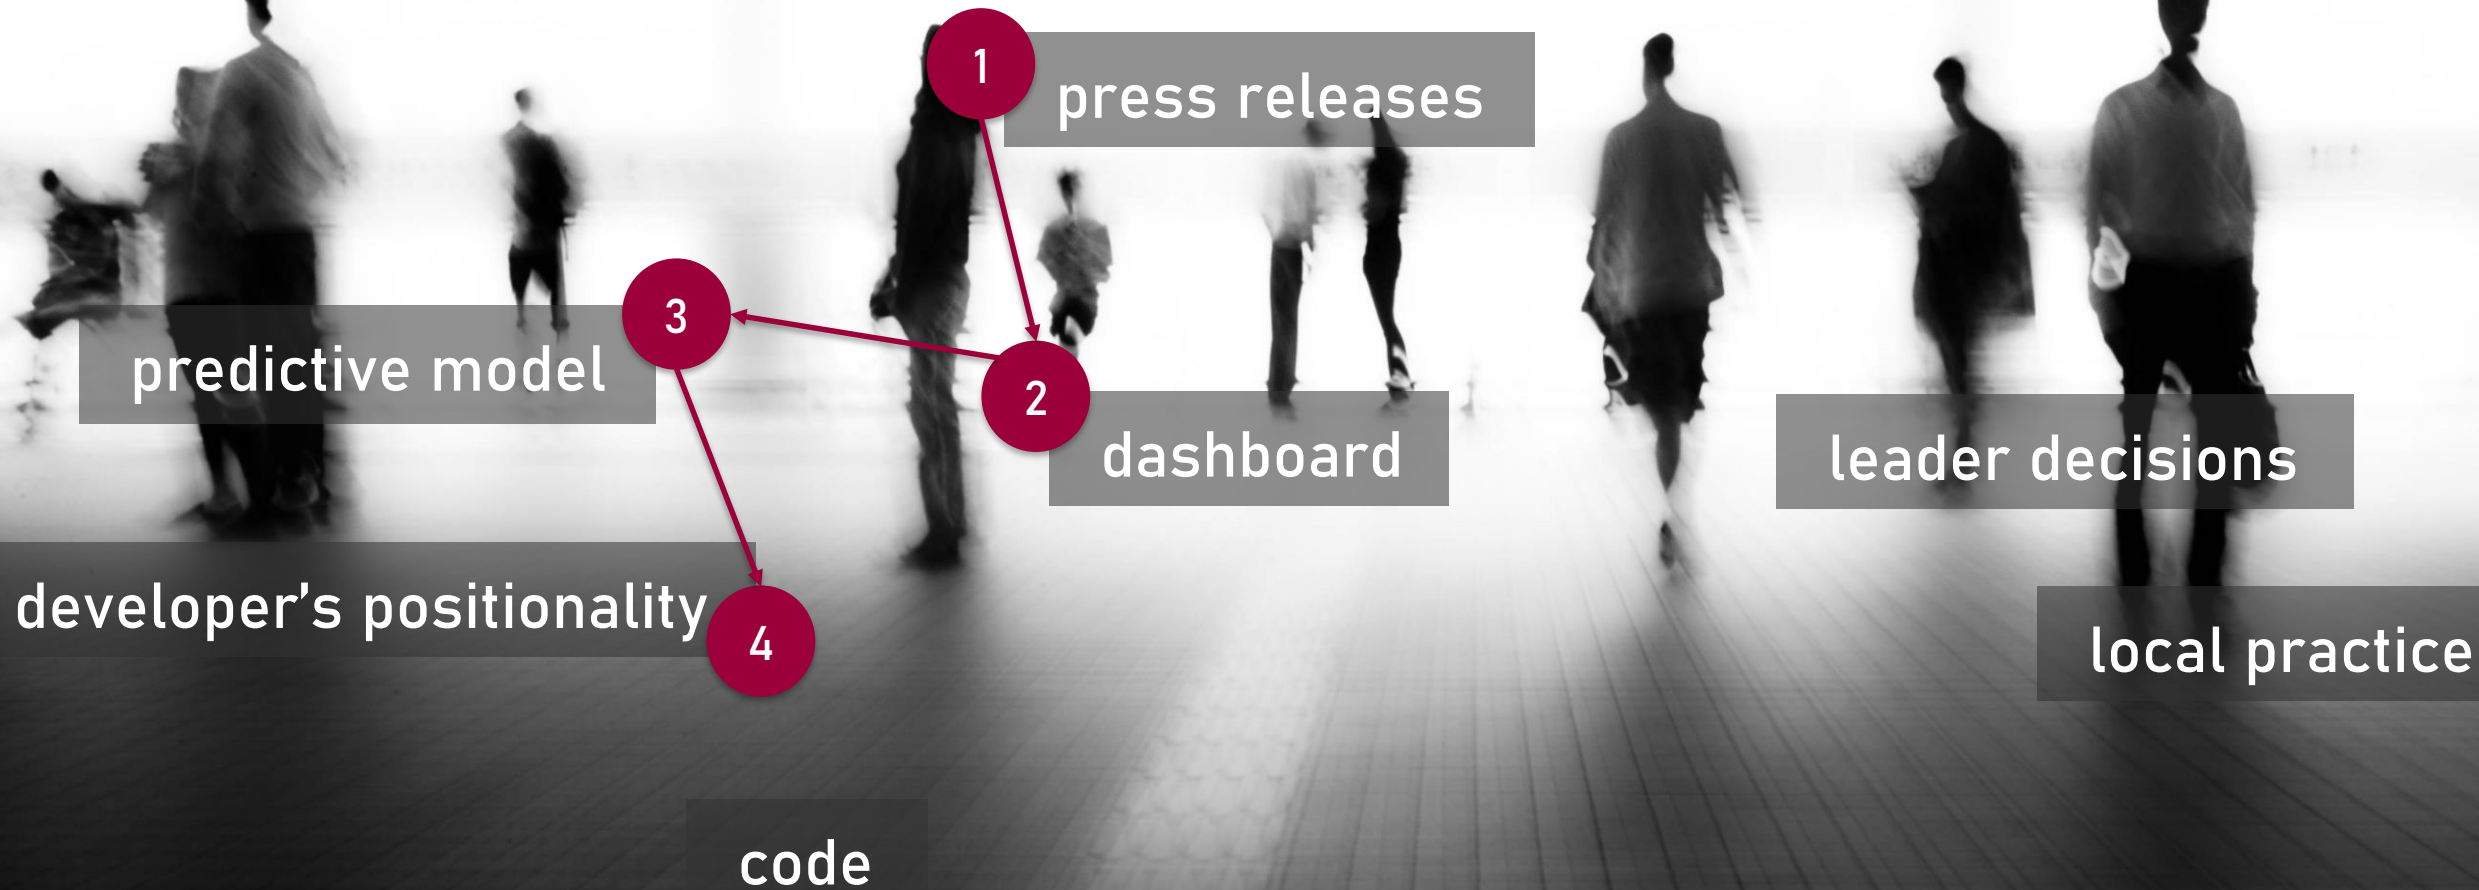 1
press releases
3
predictive model
2
dashboard
leader decisions
developer's positionality
4
local practice
code